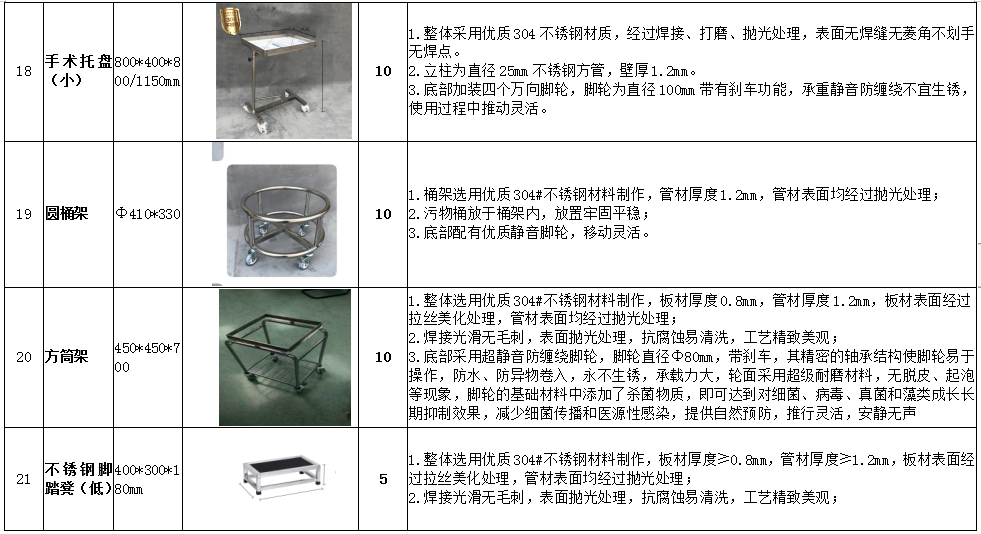 18
手术托盘
（小）
800*400*8
00/1150mm
10
1.整体采用优质304 不锈钢材质，经过焊接、打磨、抛光处理，表面无焊缝无菱角不划手
无焊点。
2.立柱为直径 25mm 不锈钢方管，壁厚1.2mm。
3.底部加装四个万向脚轮，脚轮为直径 100mm 带有刹车功能，承重静音防缠绕不宜生锈，
使用过程中推动灵活。
19
圆桶架
Φ410*330
10
1.桶架选用优质304#不锈钢材料制作，管材厚度1.2mm，管材表面均经过抛光处理；
2.污物桶放于桶架内，放置牢固平稳；
3.底部配有优质静音脚轮，移动灵活。
20
方筒架
450*450*7
00
10
1.整体选用优质304#不锈钢材料制作，板材厚度0.8mm，管材厚度1.2mm，板材表面经过
拉丝美化处理，管材表面均经过抛光处理；
2.焊接光滑无毛刺，表面抛光处理，抗腐蚀易清洗，工艺精致美观；
3.底部采用超静音防缠绕脚轮，脚轮直径Φ80mm，带刹车，其精密的轴承结构使脚轮易于
操作，防水、防异物卷入，永不生锈，承载力大，轮面采用超级耐磨材料，无脱皮、起泡
等现象，脚轮的基础材料中添加了杀菌物质，即可达到对细菌、病毒、真菌和藻类成长长
期抑制效果，减少细菌传播和医源性感染，提供自然预防，推行灵活，安静无声
21
不锈钢脚
踏凳（低）
400*300*1
80mm
5
1.整体选用优质304#不锈钢材料制作，板材厚度≥0.8mm，管材厚度≥1.2mm，板材表面经
过拉丝美化处理，管材表面均经过抛光处理；
2.焊接光滑无毛刺，表面抛光处理，抗腐蚀易清洗，工艺精致美观；